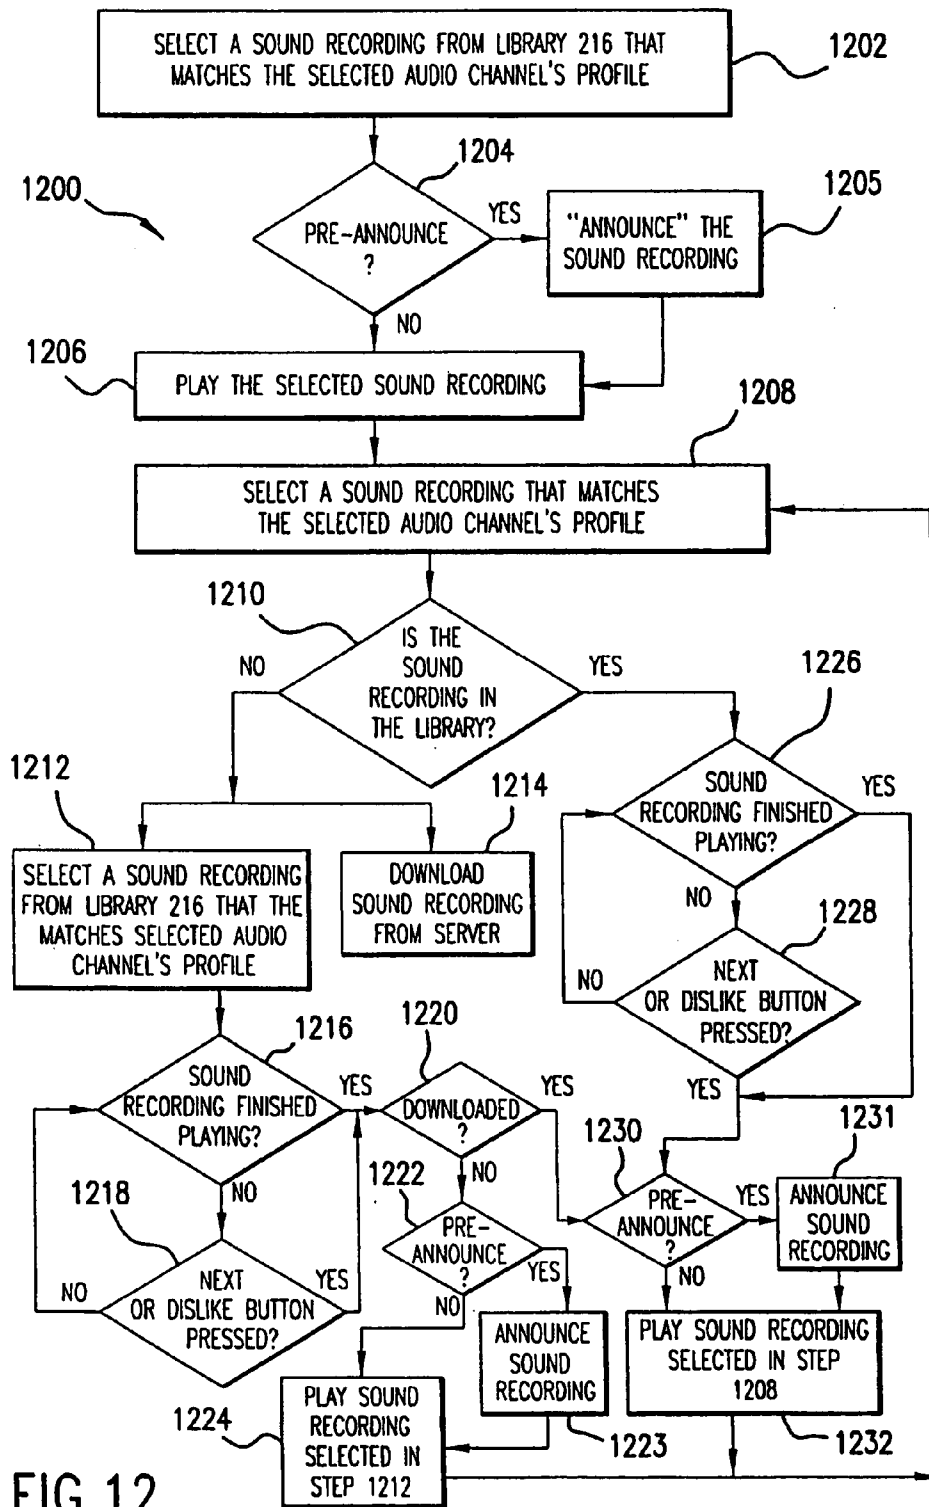 SELECT A SOUND RECORDING FROM LIBRARY 216 THAT
MATCHES THE SELECTED AUDIO CHANNEL'S PROFILE
1202
1204
1200
PRE-ANNOUNCE
?
YES
1205
"ANNOUNCE" THE
SOUND RECORDING
NO
1206
PLAY THE SELECTED SOUND RECORDING
1208
SELECT A SOUND RECORDING THAT MATCHES
THE SELECTED AUDIO CHANNEL'S PROFILE
1210
IS THE
SOUND
RECORDING IN
THE LIBRARY?
NO
YES
1226
1212
SELECT A SOUND RECORDING
FROM LIBRARY 216 THAT THE
MATCHES SELECTED AUDIO
CHANNEL'S PROFILE
1214
DOWNLOAD
SOUND RECORDING
FROM SERVER
SOUND
RECORDING FINISHED
PLAYING?
YES
NO
1228
NEXT
OR DISLIKE BUTTON
PRESSED?
NO
YES
1216
SOUND
RECORDING FINISHED
PLAYING?
YES
NO
1218
NEXT
OR DISLIKE BUTTON
PRESSED?
NO
YES
1220
DOWNLOADED
?
YES
NO
1222
PRE-
ANNOUNCE
?
YES
NO
1230
PRE-
ANNOUNCE
?
YES
NO
1231
ANNOUNCE
SOUND
RECORDING
ANNOUNCE
SOUND
RECORDING
1223
PLAY SOUND RECORDING
SELECTED IN STEP
1208
1232
1224
PLAY SOUND
RECORDING
SELECTED IN
STEP 1212
FIG.12